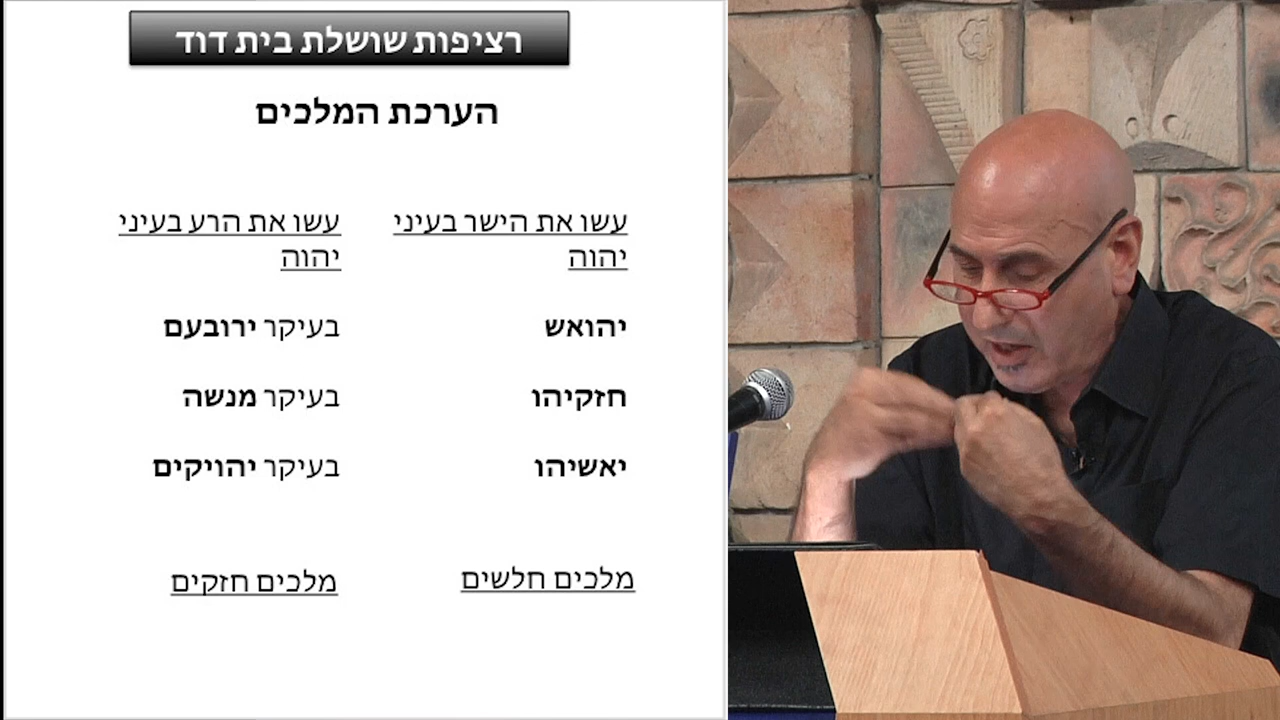 רציפות שושלת בית דוד
הערכת המלכים
עשו את הישר בעיני
יהוה
עשו את הרע בעיני
יהוה
יהואש
בעיקר ירובעם
חזקיהו
בעיקר מנשה
יאשיהו
בעיקר יהויקים
מלכים חלשים
מלכים חזקים